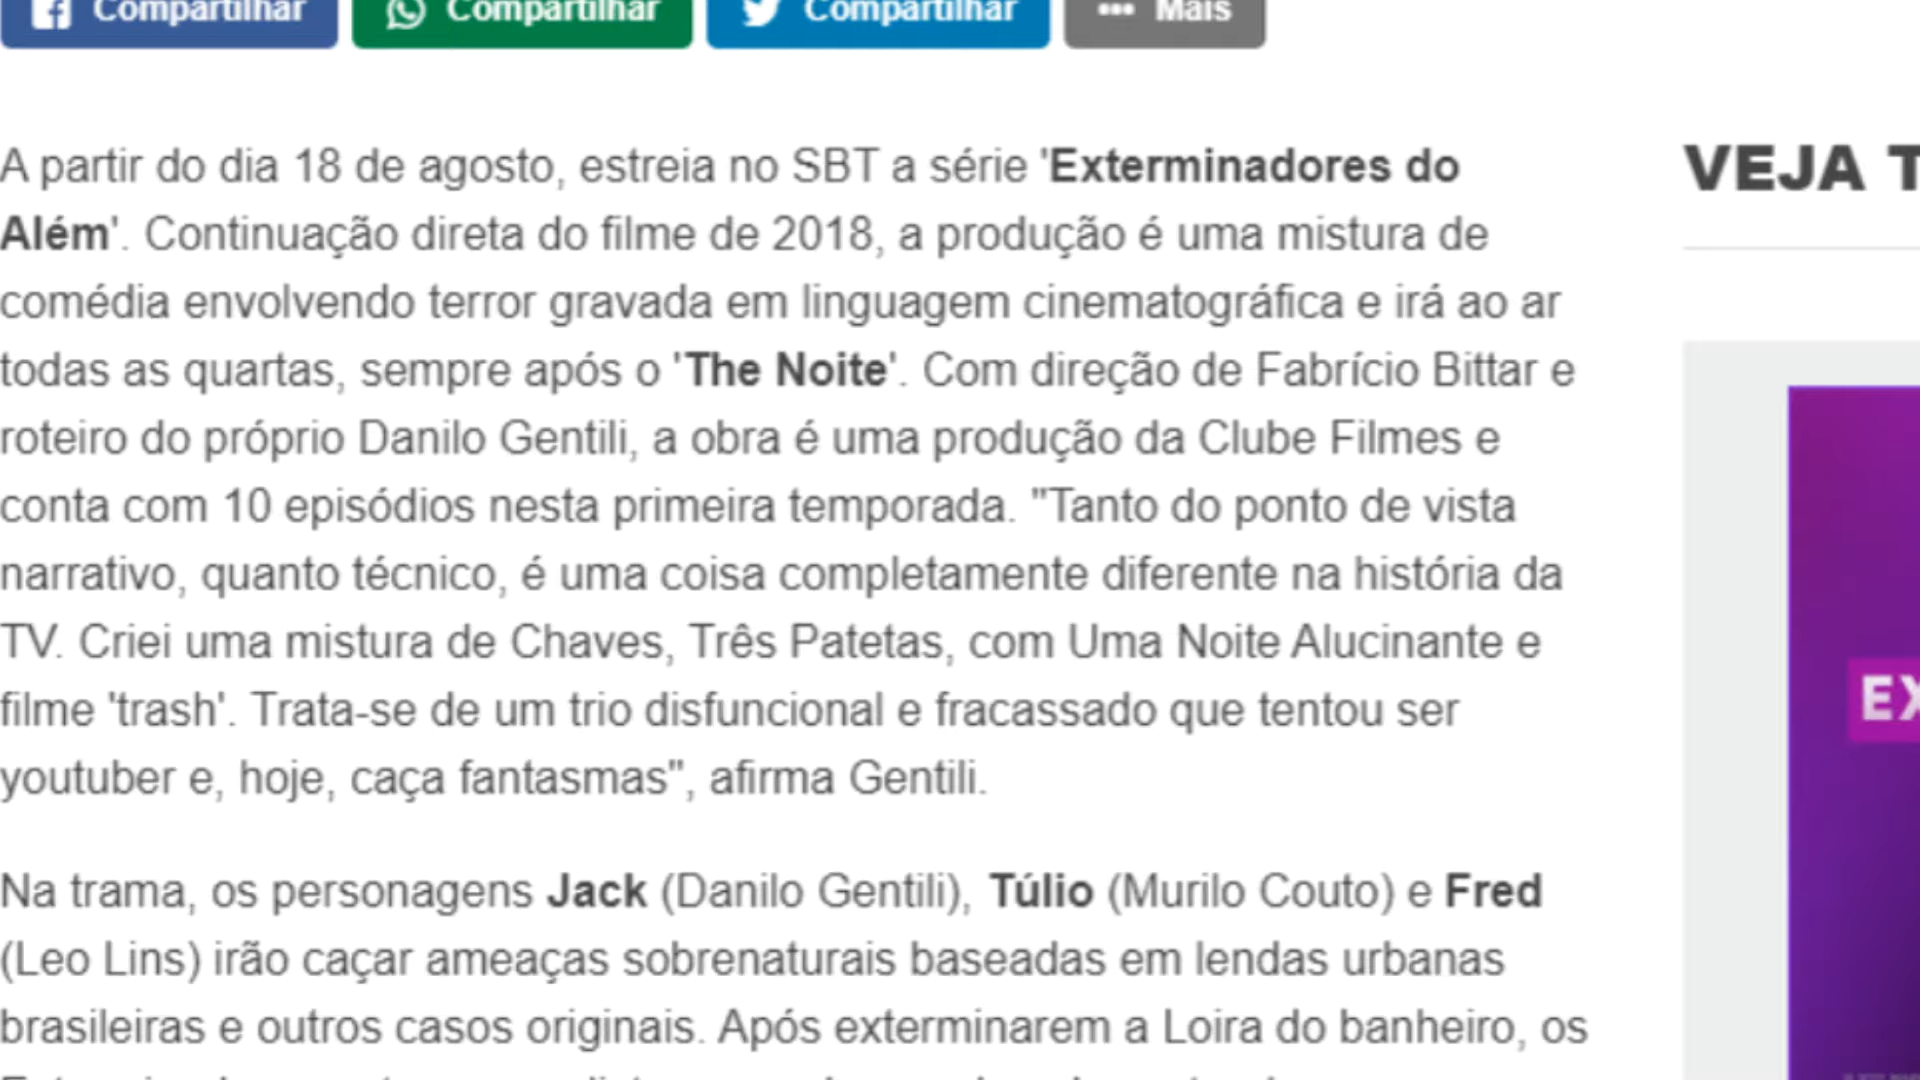 Compartilhar Compartilhar Compartilhar Mais
A partir do dia 18 de agosto, estreia no SBT a série 'Exterminadores do
Além'. Continuação direta do filme de 2018, a produção é uma mistura de
comédia envolvendo terror gravada em linguagem cinematográfica e irá ao ar
todas as quartas, sempre após o 'The Noite'. Com direção de Fabrício Bittar e
roteiro do próprio Danilo Gentili, a obra é uma produção da Clube Filmes e
conta com 10 episódios nesta primeira temporada. "Tanto do ponto de vista
narrativo, quanto técnico, é uma coisa completamente diferente na história da
TV. Criei uma mistura de Chaves, Três Patetas, com Uma Noite Alucinante e
filme 'trash'. Trata-se de um trio disfuncional e fracassado que tentou ser
youtuber e, hoje, caça fantasmas", afirma Gentili.
Na trama, os personagens Jack (Danilo Gentili), Túlio (Murilo Couto) e Fred
(Leo Lins) irão caçar ameaças sobrenaturais baseadas em lendas urbanas
brasileiras e outros casos originais. Após exterminarem a Loira do banheiro, os
VEJA T
EX